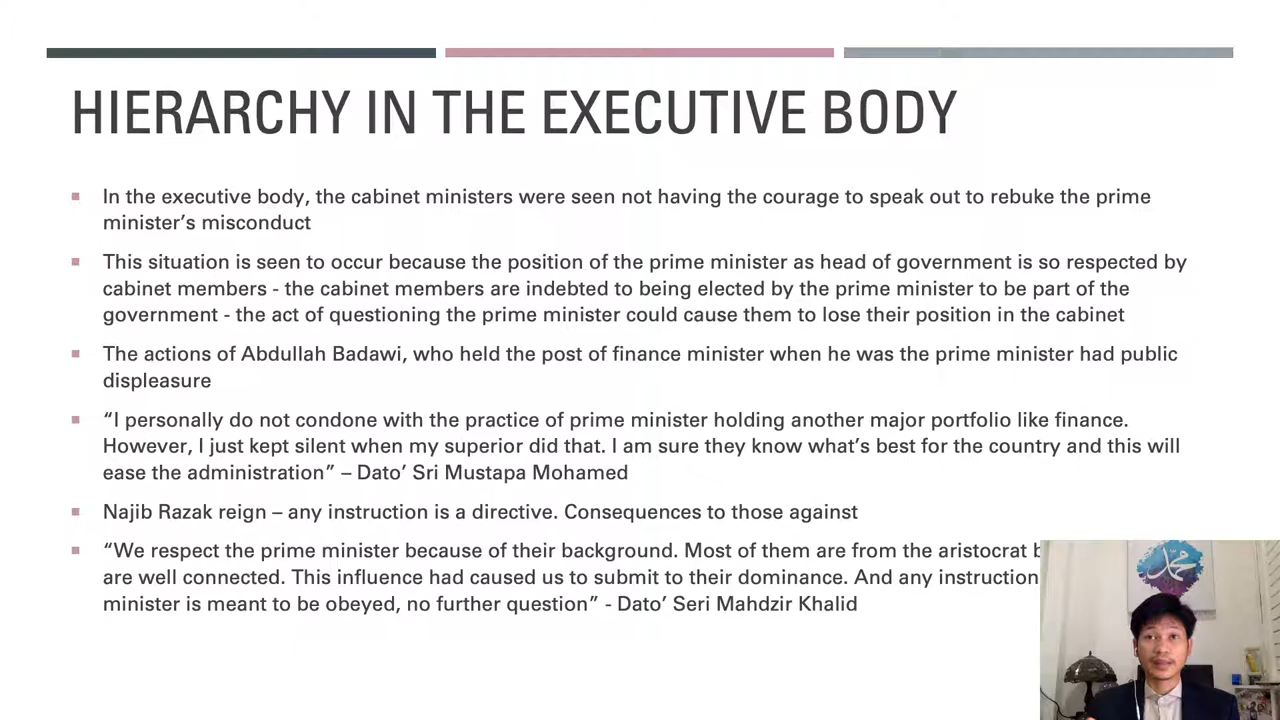 HIERARCHY IN THE EXECUTIVE BODY
In the executive body, the cabinet ministers were seen not having the courage to speak out to rebuke the prime
minister's misconduct
This situation is seen to occur because the position of the prime minister as head of government is so respected by
cabinet members - the cabinet members are indebted to being elected by the prime minister to be part of the
government - the act of questioning the prime minister could cause them to lose their position in the cabinet
The actions of Abdullah Badawi, who held the post of finance minister when he was the prime minister had public
displeasure
“I personally do not condone with the practice of prime minister holding another major portfolio like finance.
However, I just kept silent when my superior did that. I am sure they know what's best for the country and this will
ease the administration” – Dato' Sri Mustapa Mohamed
Najib Razak reign – any instruction is a directive. Consequences to those against
“We respect the prime minister because of their background. Most of them are from the aristocrat
are well connected. This influence had caused us to submit to their dominance. And any instruction
minister is meant to be obeyed, no further question” - Dato' Seri Mahdzir Khalid
محمد